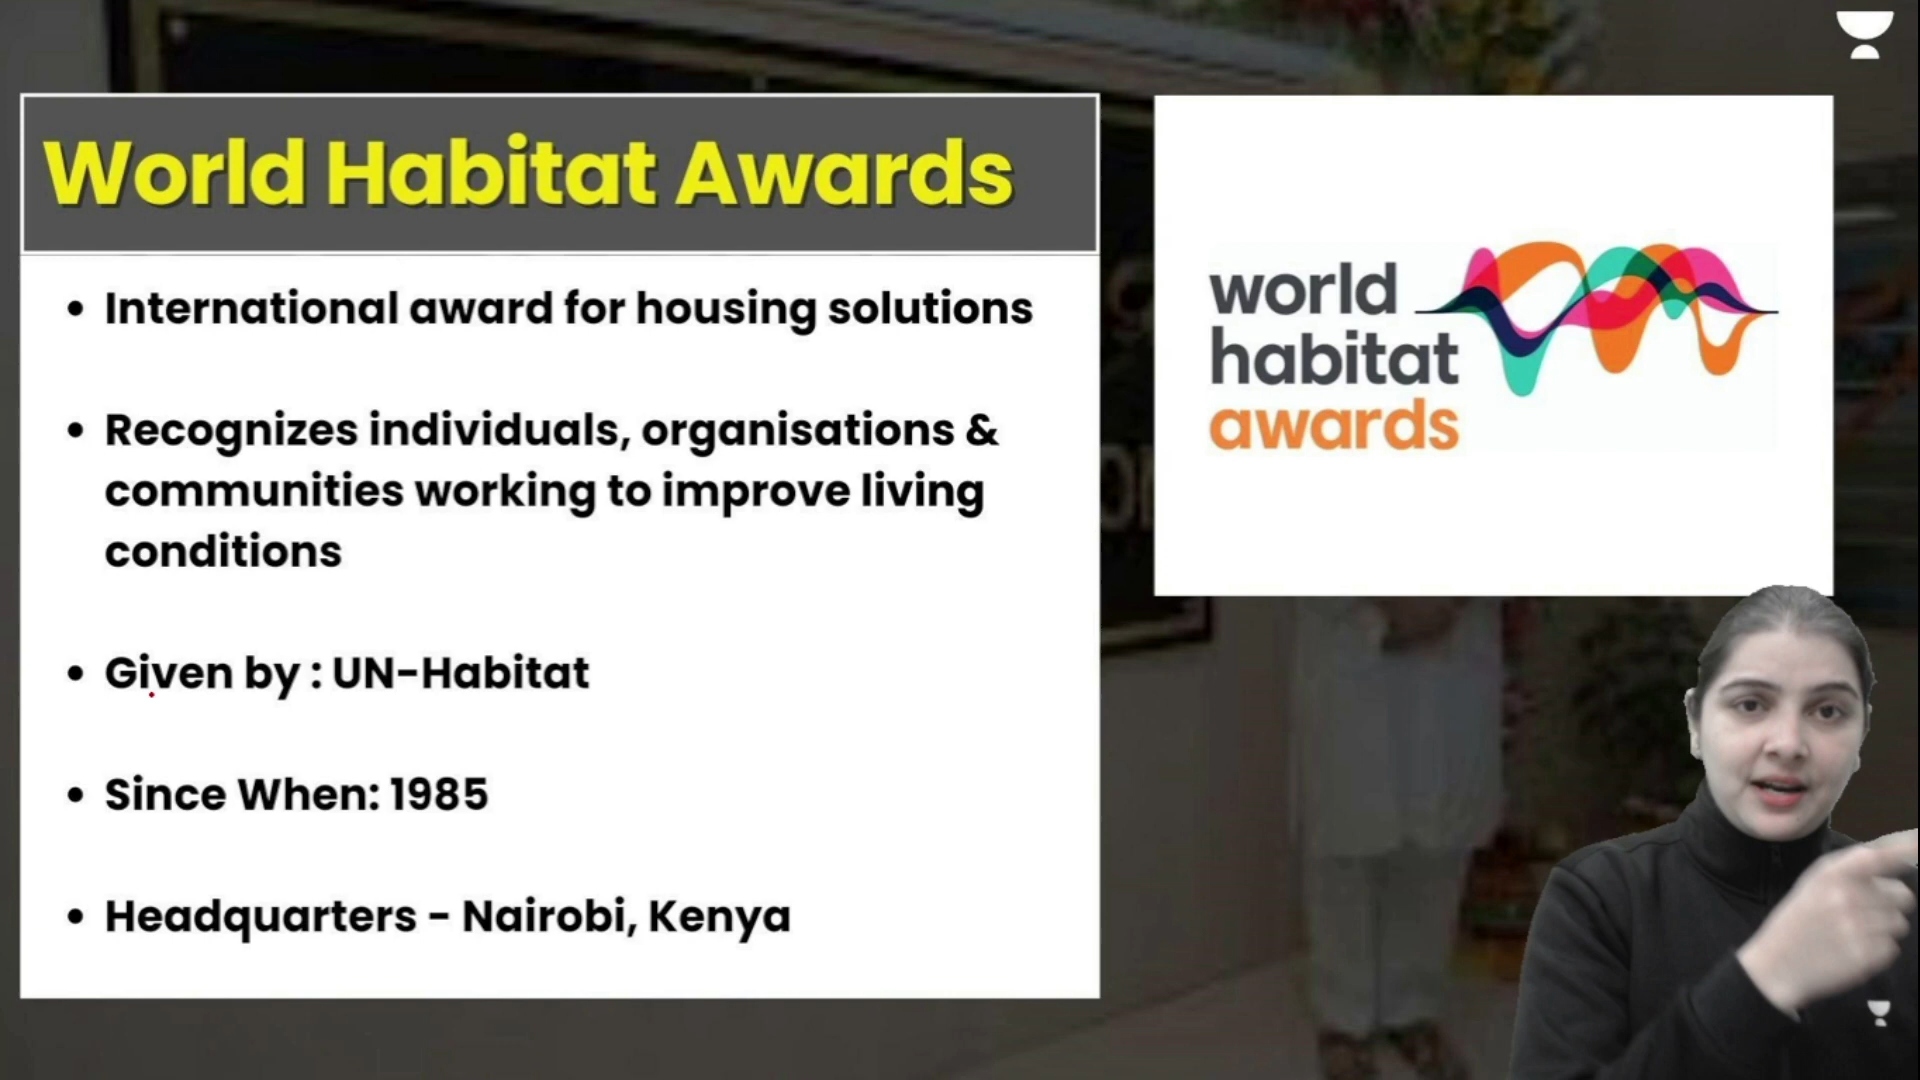 World Habitat Awards
• International award for housing solutions
• Recognizes individuals, organisations &
communities working to improve living
conditions
• Given by : UN-Habitat
• Since When: 1985
• Headquarters - Nairobi, Kenya
world
habitat
awards